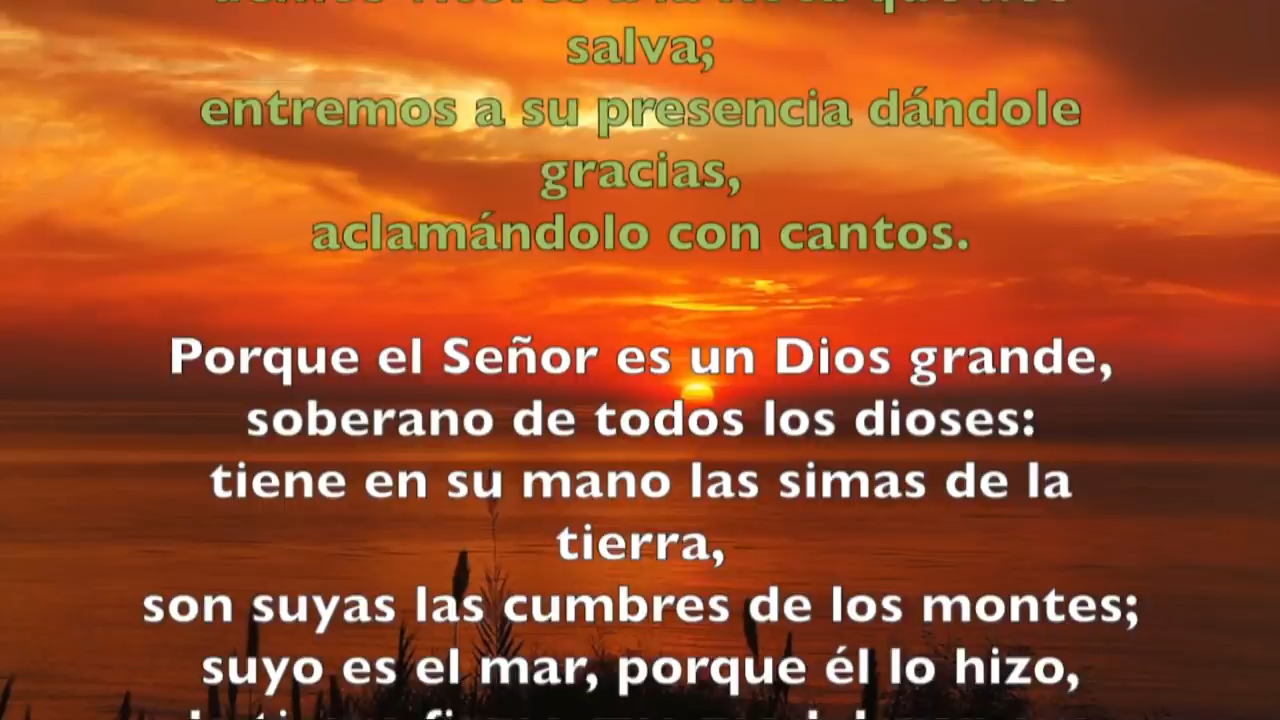 salva;
entremos a su presencia dándole
gracias,
aclamándolo con cantos.
Porque el Señor es un Dios grande,
soberano de todos los dioses:
tiene en su mano las simas de la
tierra,
son suyas las cumbres de los montes;
suyo es el mar, porque él lo hizo,